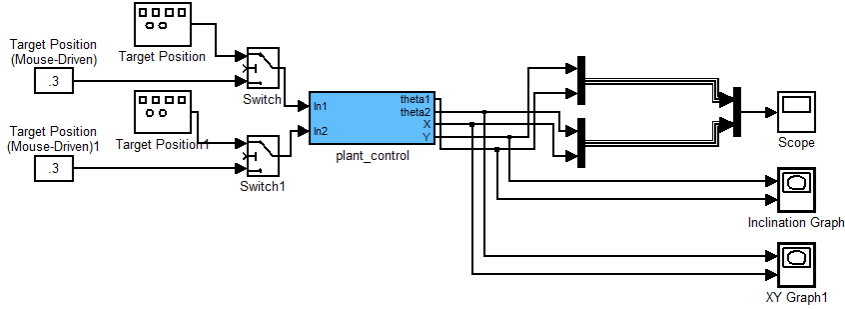 Target Position
(Mouse-Driven)
Target Position
.3
Switch
Target Position
(Mouse-Driven)1
Target Position1
.3
Switch1
In1
In2
theta1
theta2
X
Y
plant_control
Scope
Inclination Graph
XY Graph1